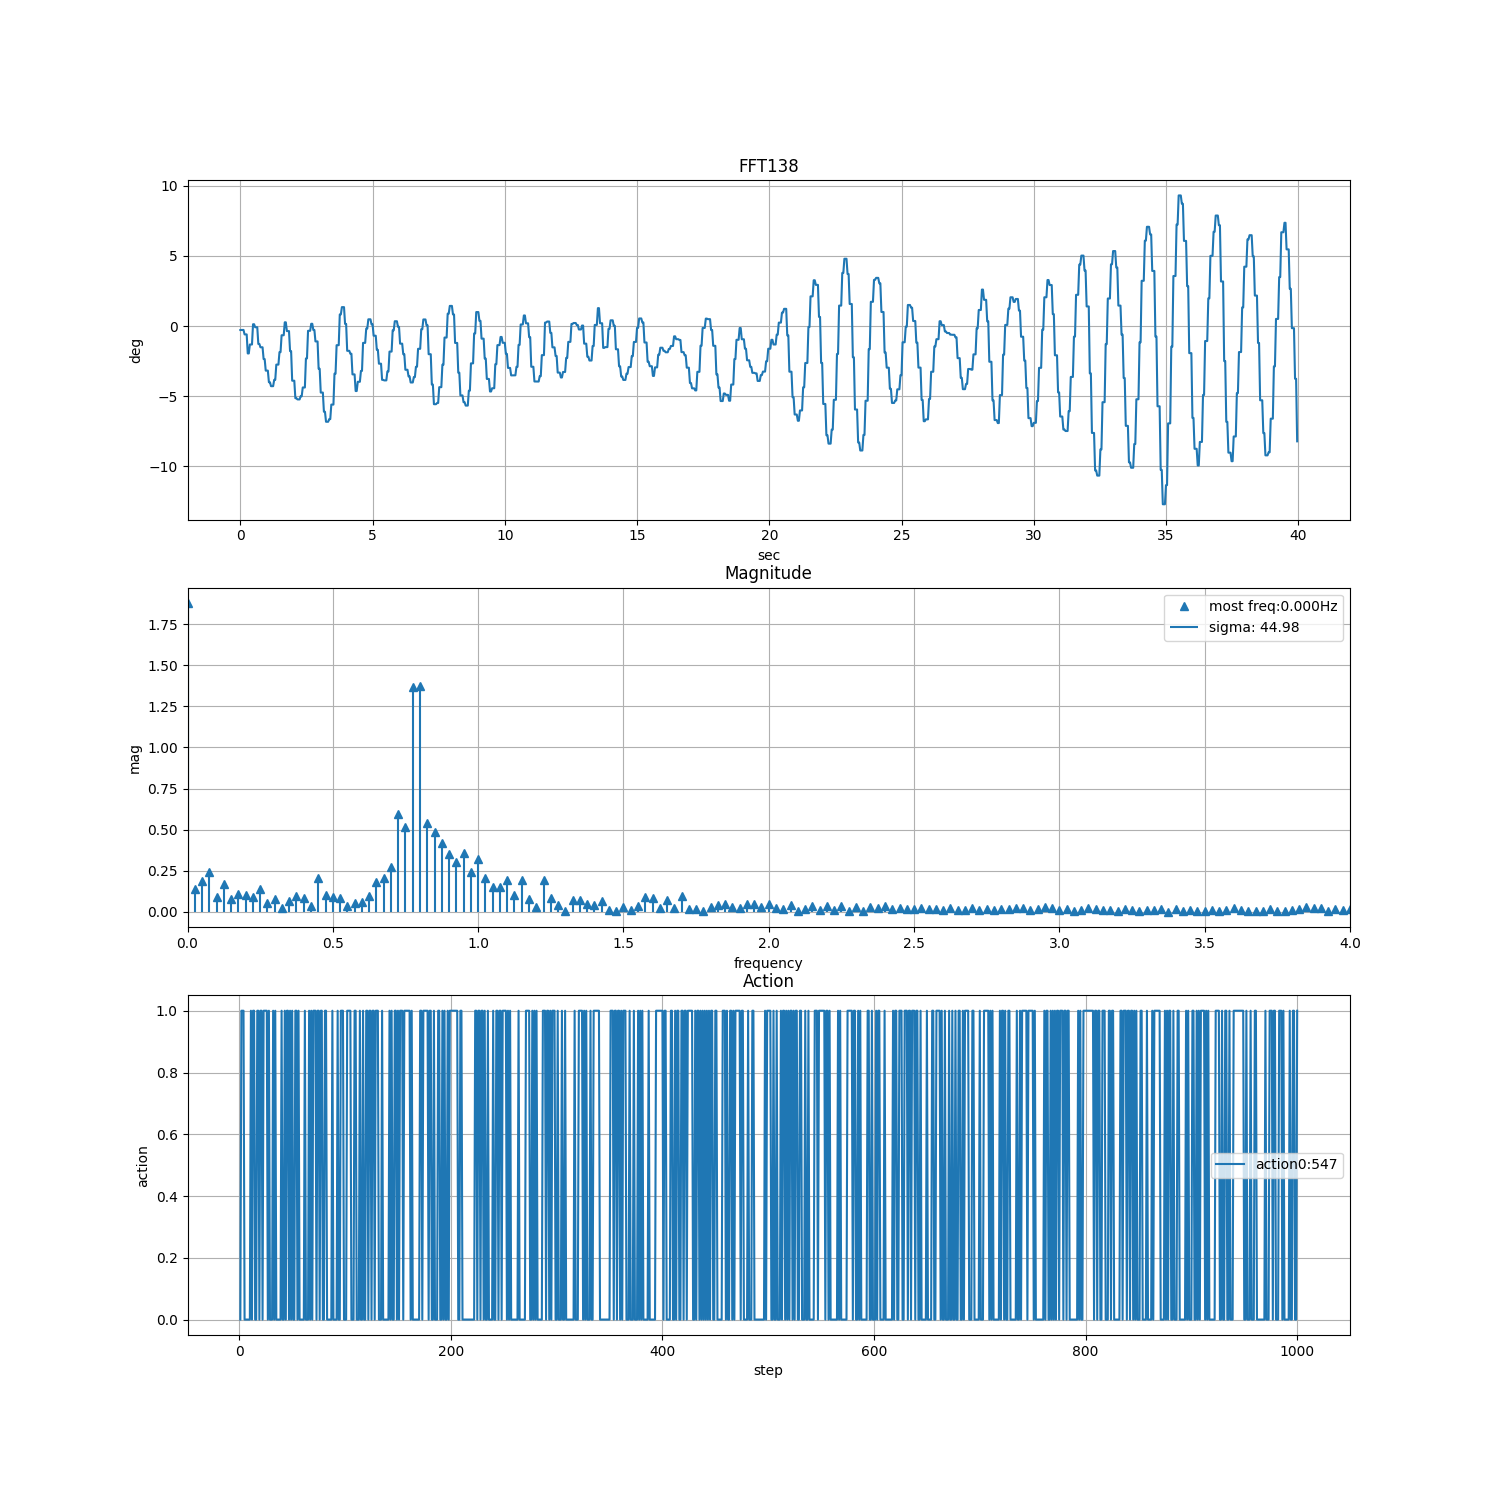 FFT138
10
5
0
−5
−10
deg
0 5 10 15 20 25 30 35 40
sec
Magnitude
most freq:0.000Hz
sigma: 44.98
1.75
1.50
1.25
1.00
0.75
0.50
0.25
0.00
mag
0.0 0.5 1.0 1.5 2.0 2.5 3.0 3.5 4.0
frequency
Action
1.0
0.8
0.6
0.4
0.2
0.0
action
action0:547
0 200 400 600 800 1000
step